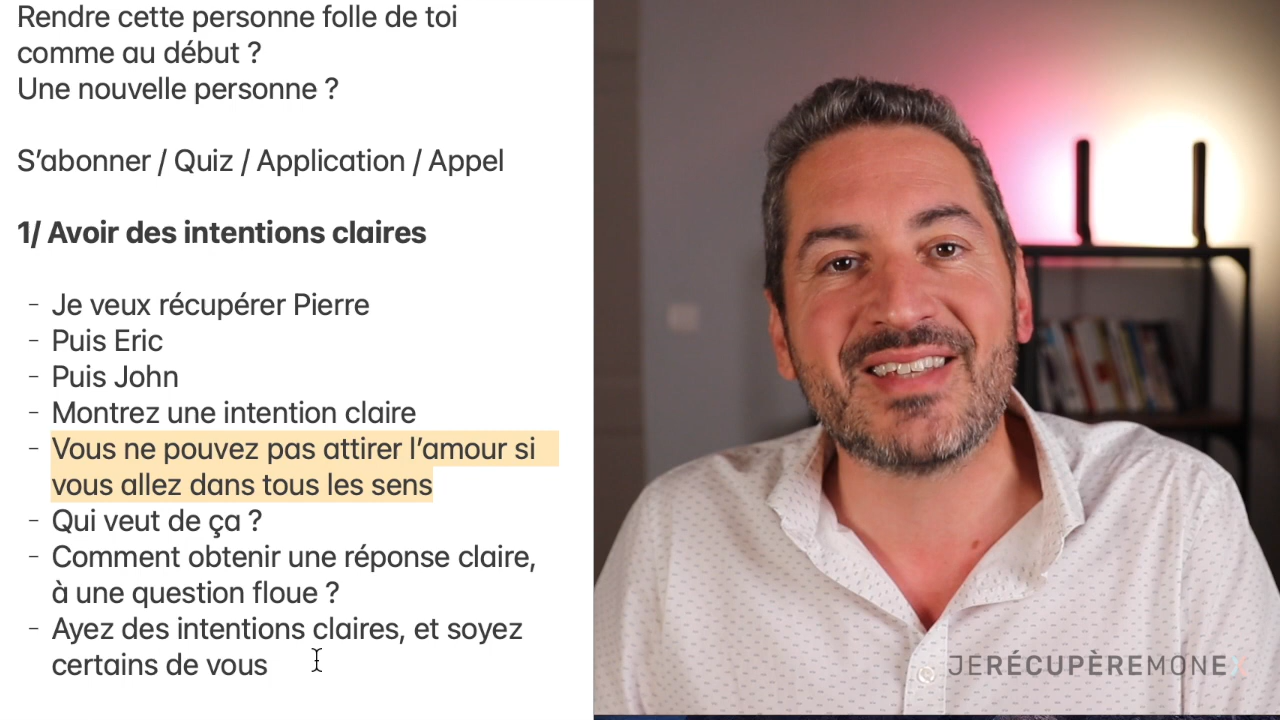 Rendre cette personne folle de toi
comme au début ?
Une nouvelle personne ?
S’abonner / Quiz / Application / Appel
1/ Avoir des intentions claires
- Je veux récupérer Pierre
- Puis Eric
- Puis John
- Montrez une intention claire
- Vous ne pouvez pas attirer l’amour si
vous allez dans tous les sens
- Qui veut de ça ?
- Comment obtenir une réponse claire,
à une question floue ?
- Ayez des intentions claires, et soyez
certains de vous
JERÉCUPÈREMONEX